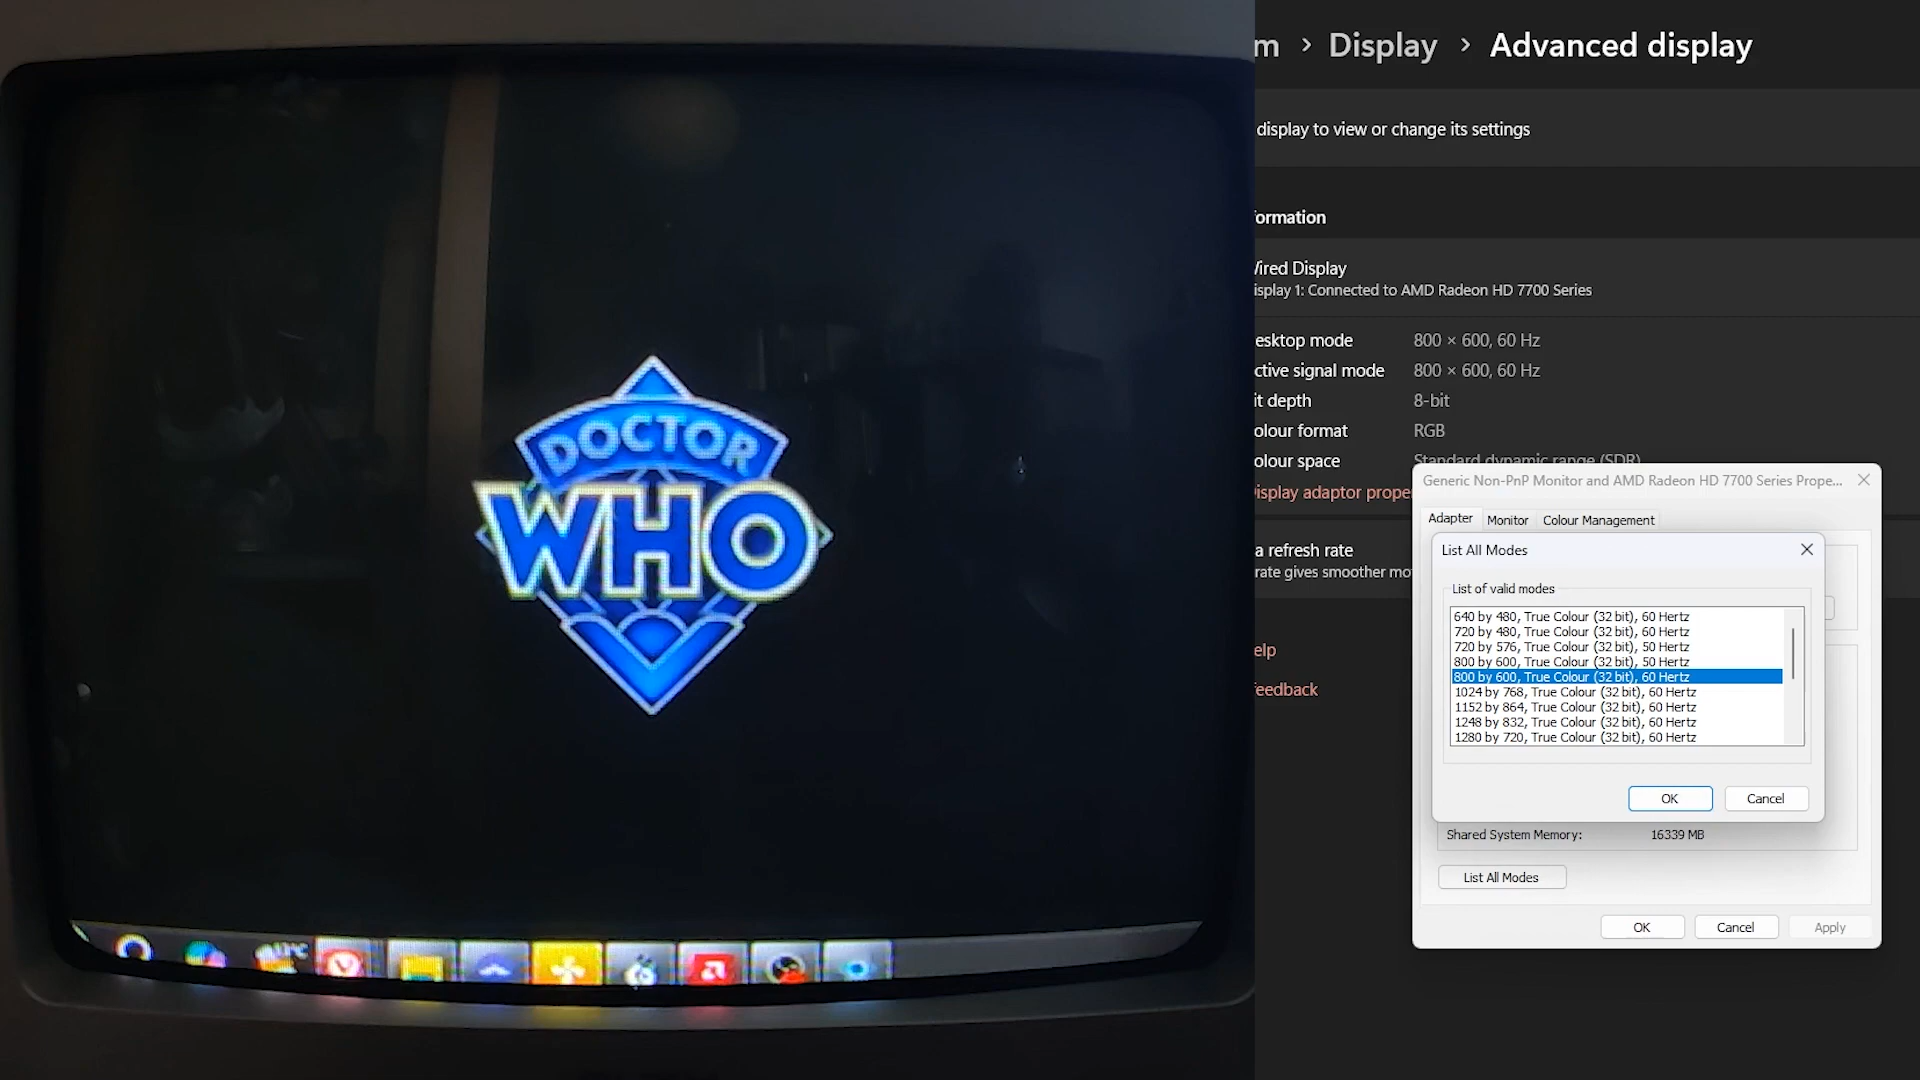 DOCTOR
WHO
m > Display > Advanced display
display to view or change its settings
formation
Wired Display
isplay 1: Connected to AMD Radeon HD 7700 Series
esktop mode 800 × 600, 60 Hz
ctive signal mode 800 × 600, 60 Hz
it depth 8-bit
olour format RGB
olour space Standard dynamic range (SDR)
isplay adaptor proper
a refresh rate
rate gives smoother mo
elp
feedback
Generic Non-PnP Monitor and AMD Radeon HD 7700 Series Prope...
Adapter Monitor Colour Management
List All Modes
List of valid modes
640 by 480, True Colour (32 bit), 60 Hertz
720 by 480, True Colour (32 bit), 60 Hertz
720 by 576, True Colour (32 bit), 50 Hertz
800 by 600, True Colour (32 bit), 50 Hertz
800 by 600, True Colour (32 bit), 60 Hertz
1024 by 768, True Colour (32 bit), 60 Hertz
1152 by 864, True Colour (32 bit), 60 Hertz
1248 by 832, True Colour (32 bit), 60 Hertz
1280 by 720, True Colour (32 bit), 60 Hertz
OK Cancel
Shared System Memory: 16339 MB
List All Modes
OK Cancel Apply